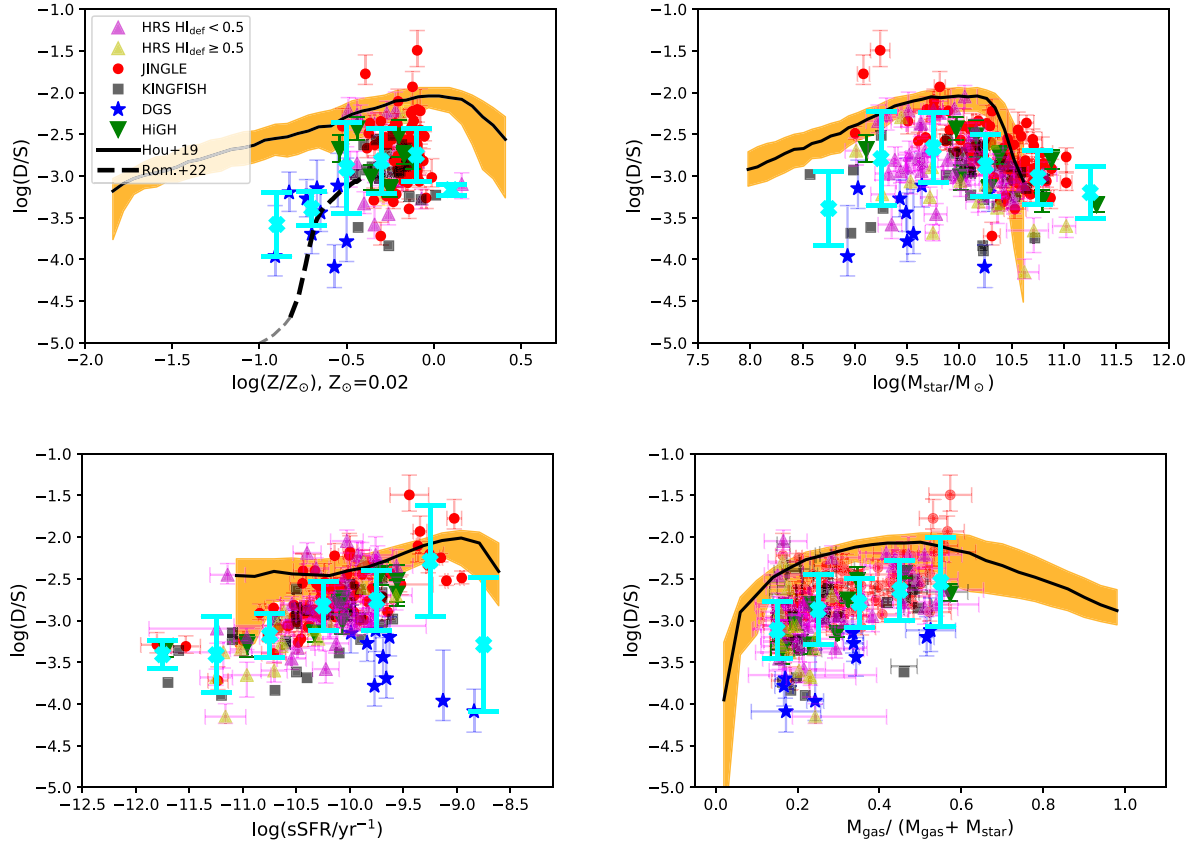 −1.0
−1.5
−2.0
−2.5
−3.0
−3.5
−4.0
−4.5
−5.0
log(D/S)
HRS HI_def < 0.5
HRS HI_def ≥ 0.5
JINGLE
KINGFISH
DGS
HiGH
Hou+19
Rom.+22
−2.0 −1.5 −1.0 −0.5 0.0 0.5
log(Z/Z⊙), Z⊙=0.02
−1.0
−1.5
−2.0
−2.5
−3.0
−3.5
−4.0
−4.5
−5.0
log(D/S)
7.5 8.0 8.5 9.0 9.5 10.0 10.5 11.0 11.5 12.0
log(M_star/M⊙)
−1.0
−1.5
−2.0
−2.5
−3.0
−3.5
−4.0
−4.5
−5.0
log(D/S)
−12.5 −12.0 −11.5 −11.0 −10.5 −10.0 −9.5 −9.0 −8.5
log(sSFR/yr⁻¹)
−1.0
−1.5
−2.0
−2.5
−3.0
−3.5
−4.0
−4.5
−5.0
log(D/S)
0.0 0.2 0.4 0.6 0.8 1.0
M_gas/ (M_gas+ M_star)